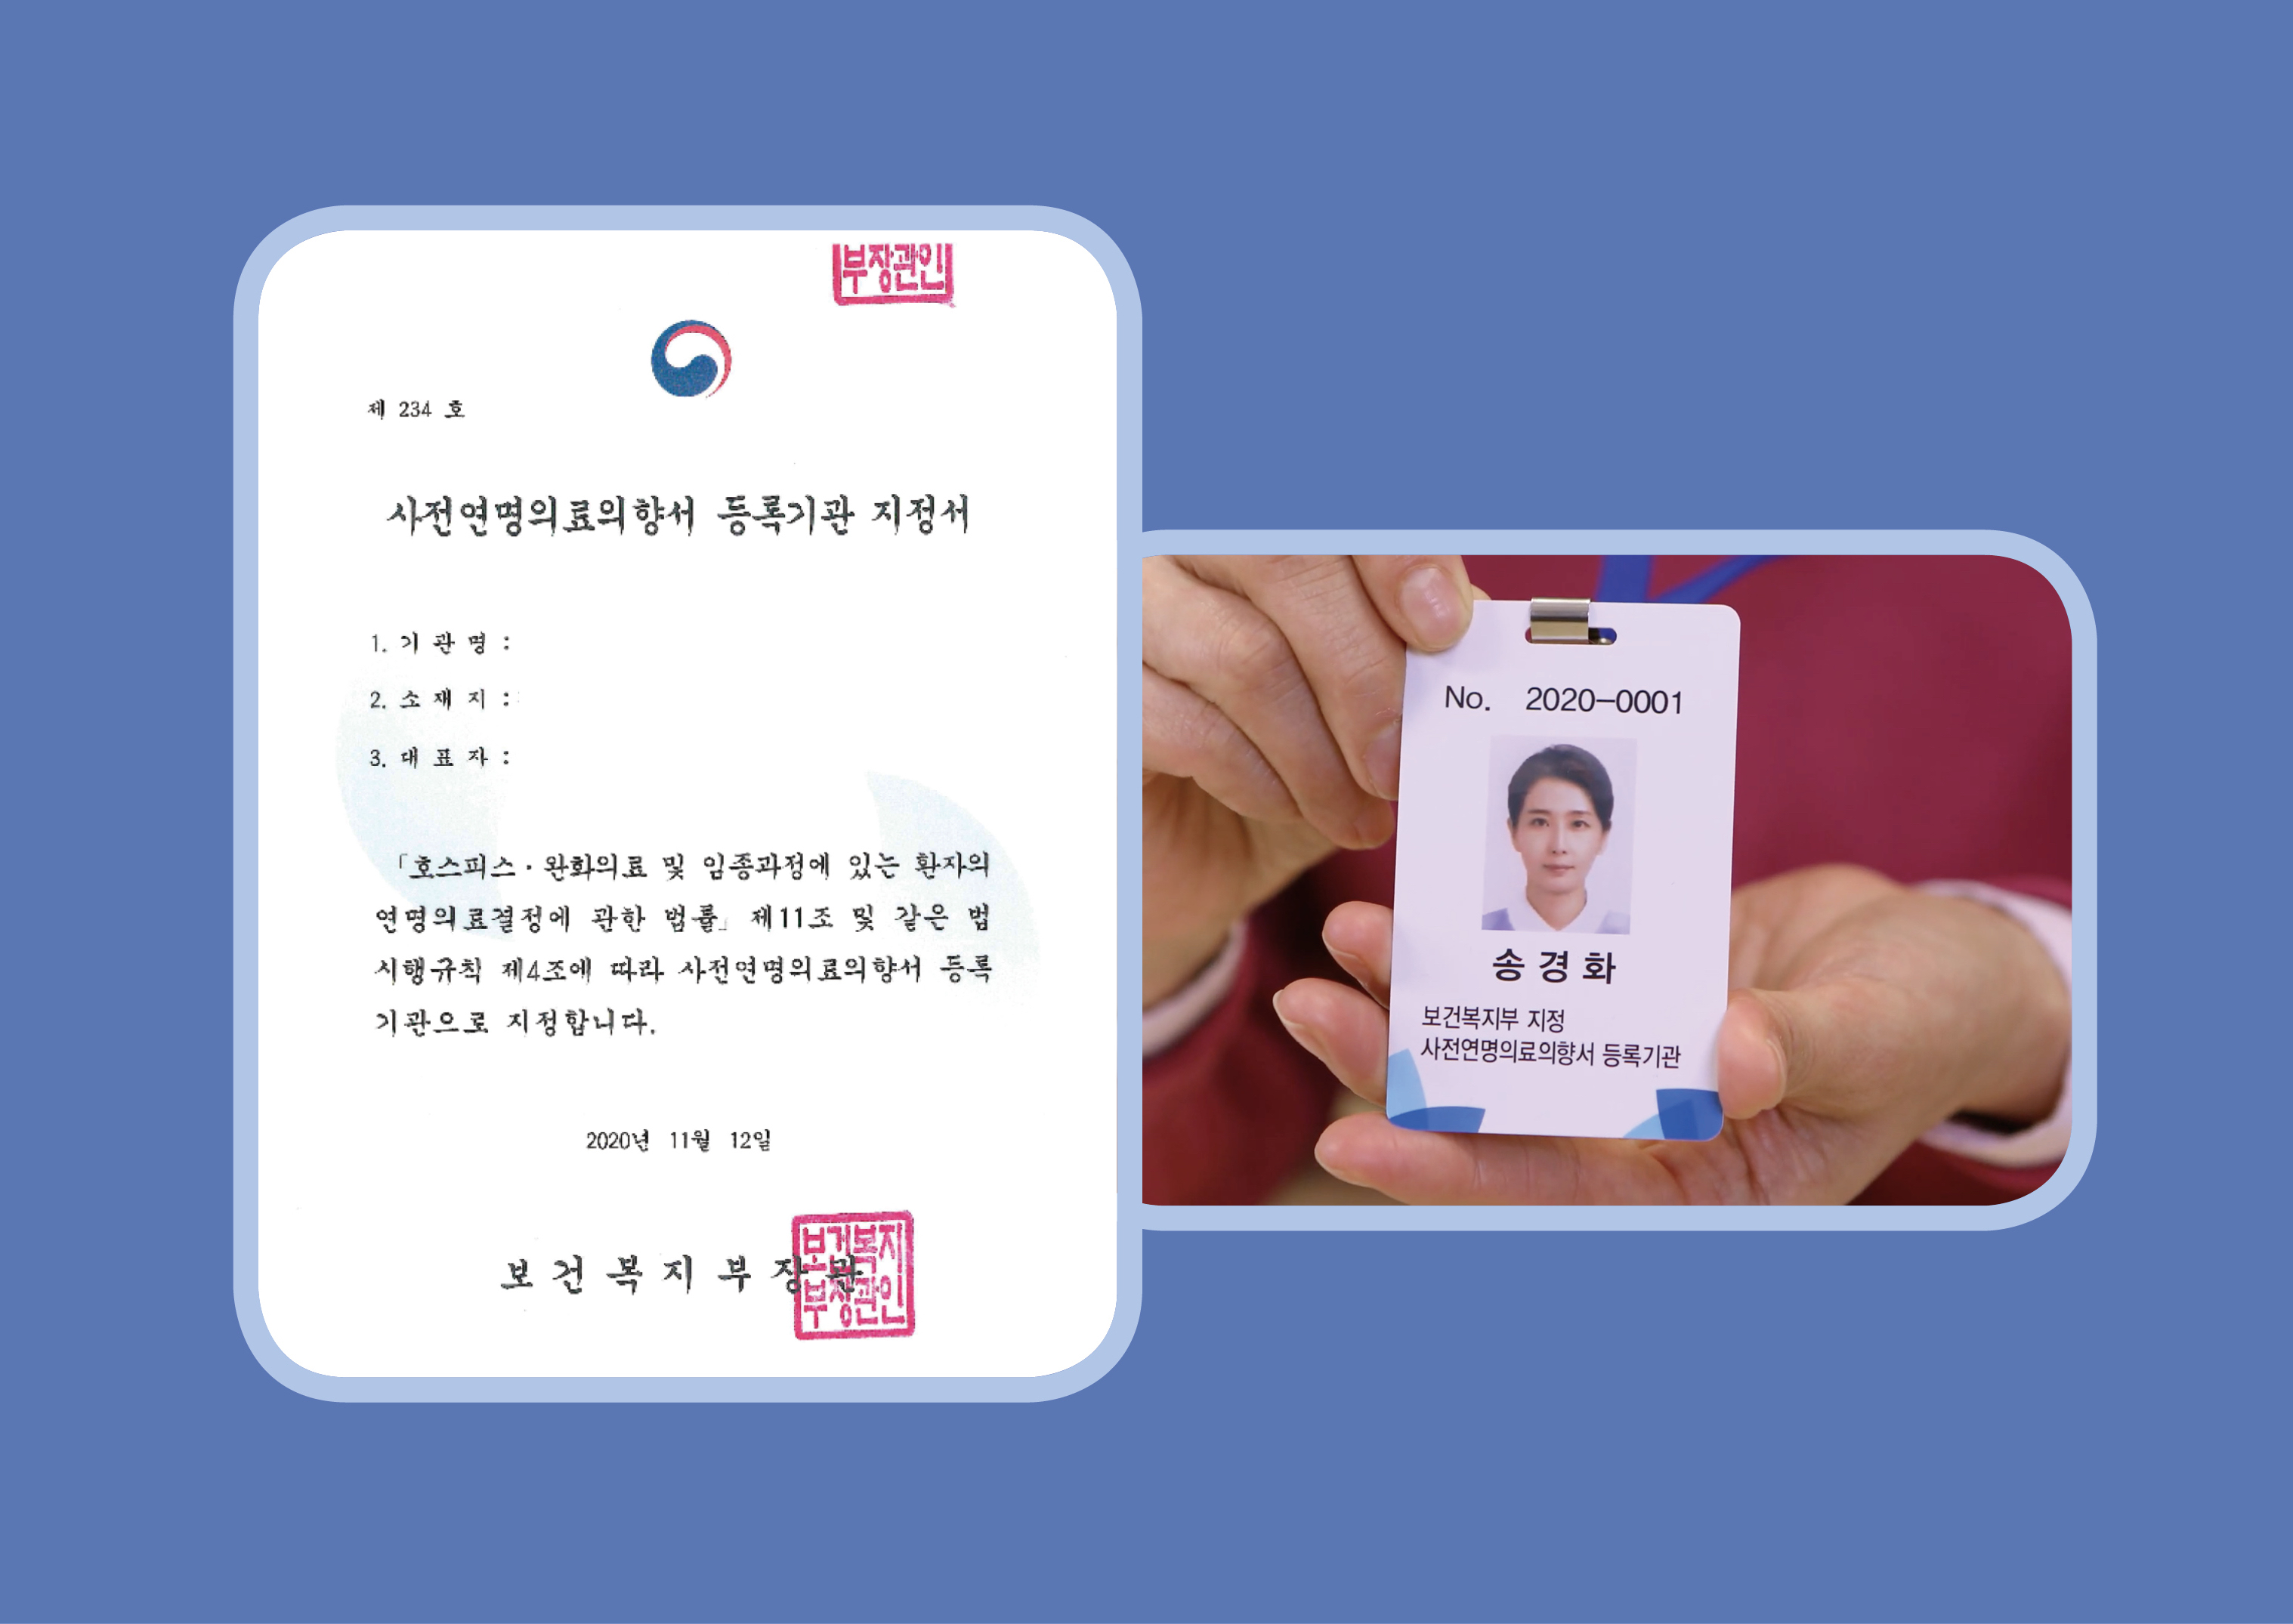 부장관인
제 234 호
사전연명의료의향서 등록기관 지정서
1. 기 관 명 :
2. 소 재 지 :
3. 대 표 자 :
「호스피스·완화의료 및 임종과정에 있는 환자의
연명의료결정에 관한 법률」 제11조 및 같은 법
시행규칙 제4조에 따라 사전연명의료의향서 등록
기관으로 지정합니다.
2020년 11월 12일
보 건 복 지 부 장 관
보건복지
부장관인
No. 2020-0001
송 경 화
보건복지부 지정
사전연명의료의향서 등록기관